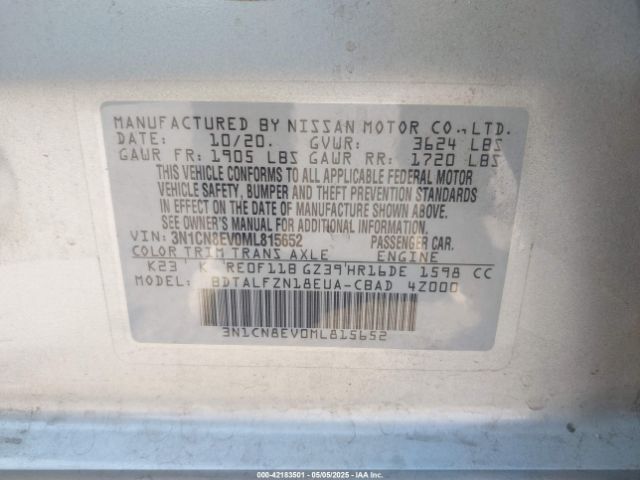 MANUFACTURED BY NISSAN MOTOR CO.,LTD.
DATE: 10/20. GVWR: 3624 LBS
GAWR FR: 1905 LBS GAWR RR: 1720 LBS
THIS VEHICLE CONFORMS TO ALL APPLICABLE FEDERAL MOTOR
VEHICLE SAFETY, BUMPER AND THEFT PREVENTION STANDARDS
IN EFFECT ON THE DATE OF MANUFACTURE SHOWN ABOVE.
SEE OWNER'S MANUAL FOR ADDITIONAL INFORMATION.
VIN: 3N1CN8EV0ML815652 PASSENGER CAR.
COLOR TRIM TRANS AXLE ENGINE
K23 K RE0F11B GZ39 HR16DE 1598 CC
MODEL: BDTALFZN18EUA-CBAD 4Z000
3N1CN8EV0ML815652
000-42183501 - 05/05/2025 - IAAI.COM